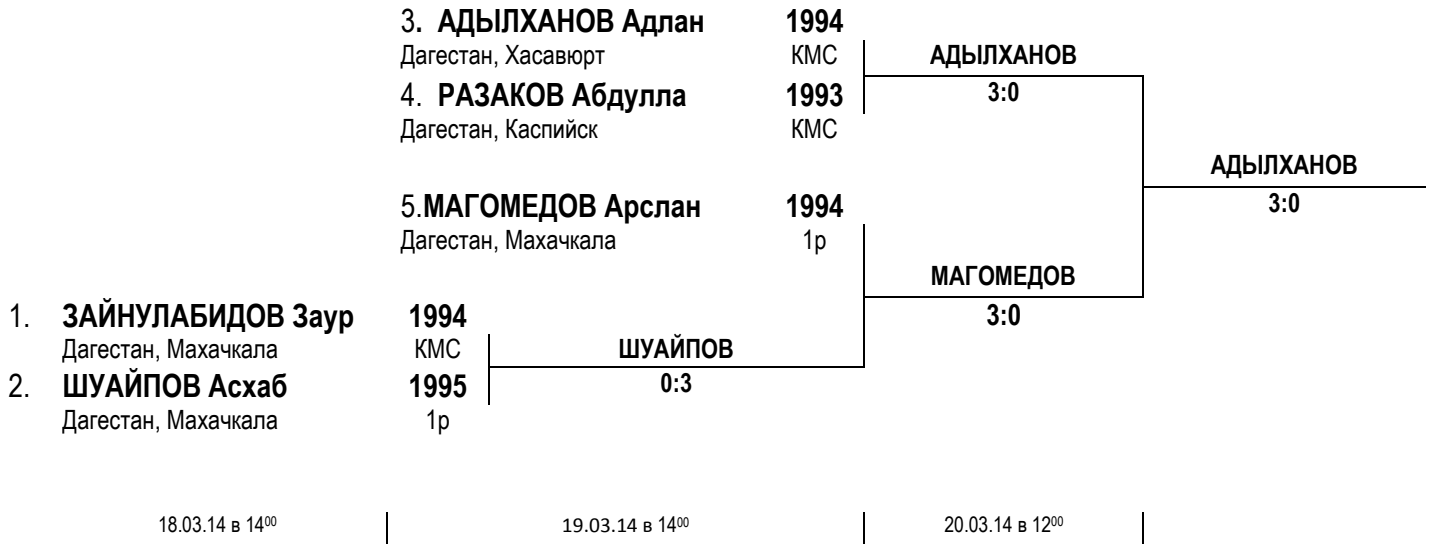 3. АДЫЛХАНОВ Адлан 1994
Дагестан, Хасавюрт КМС АДЫЛХАНОВ
4. РАЗАКОВ Абдулла 1993 3:0
Дагестан, Каспийск КМС
АДЫЛХАНОВ
5.МАГОМЕДОВ Арслан 1994 3:0
Дагестан, Махачкала 1р
МАГОМЕДОВ
1. ЗАЙНУЛАБИДОВ Заур 1994 3:0
Дагестан, Махачкала КМС ШУАЙПОВ
2. ШУАЙПОВ Асхаб 1995 0:3
Дагестан, Махачкала 1р
18.03.14 в 14⁰⁰ 19.03.14 в 14⁰⁰ 20.03.14 в 12⁰⁰